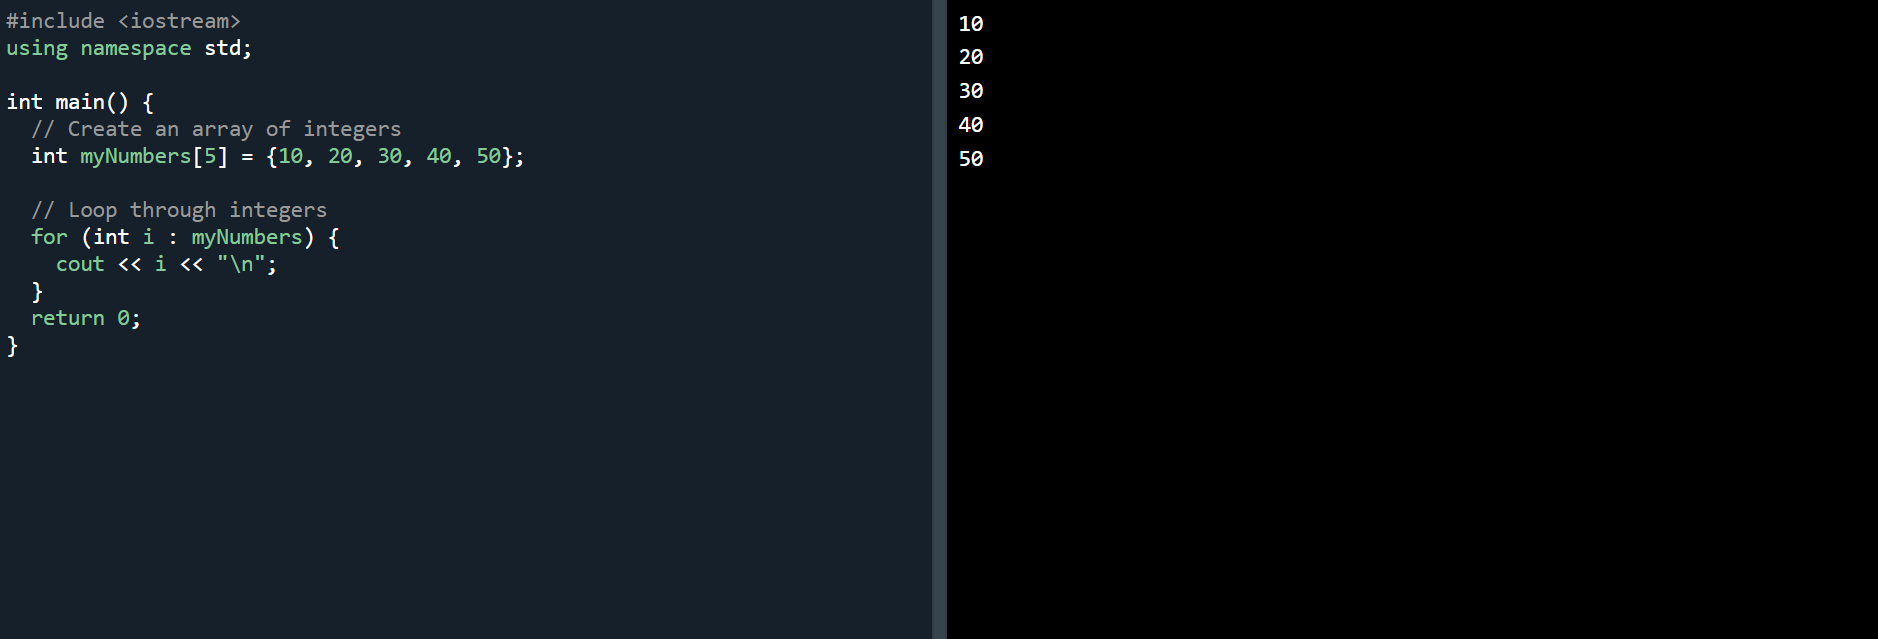 #include <iostream>
using namespace std;
int main() {
// Create an array of integers
int myNumbers[5] = {10, 20, 30, 40, 50};
// Loop through integers
for (int i : myNumbers) {
cout << i << "\n";
}
return 0;
}
10
20
30
40
50